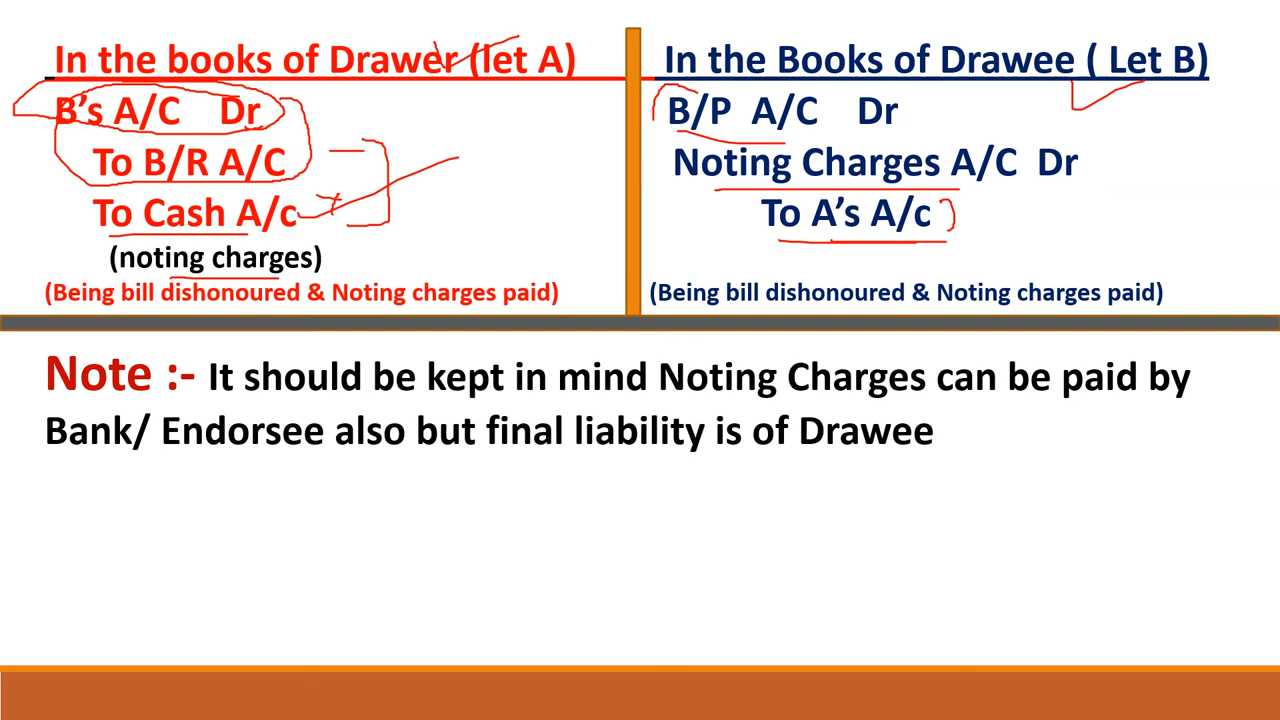 In the books of Drawer (let A)
B's A/C Dr
To B/R A/C
To Cash A/c
(noting charges)
(Being bill dishonoured & Noting charges paid)
In the Books of Drawee ( Let B)
B/P A/C Dr
Noting Charges A/C Dr
To A's A/c
(Being bill dishonoured & Noting charges paid)
Note :- It should be kept in mind Noting Charges can be paid by
Bank/ Endorsee also but final liability is of Drawee